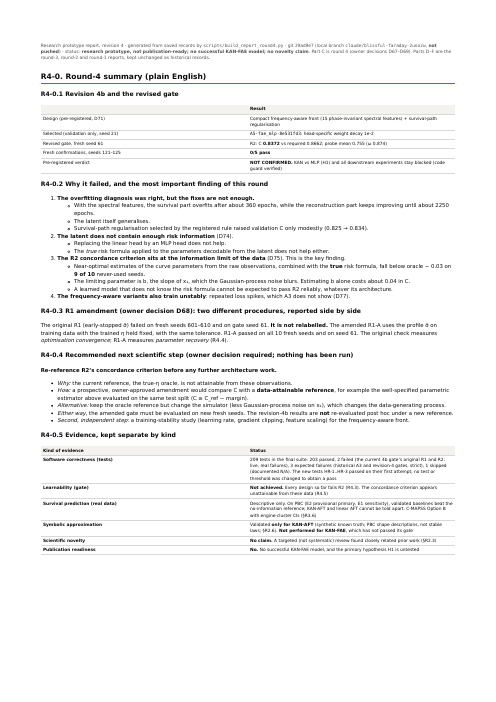 Research prototype report, revision 4 · generated from saved records by scripts/build_report_round4.py · git (local branch not
pushed) · status: research prototype, not publication-ready; no successful KAN-FAE model; no novelty claim. Part C is round 4 (owner decisions D67–D69). Parts D–F are the
round-3, round-2 and round-1 reports, kept unchanged as historical records.
R4-0. Round-4 summary (plain English)
R4-0.1 Revision 4b and the revised gate
Result
Design (pre-registered, D71) Compact frequency-aware front (15 phase-invariant spectral features) + survival-path
regularisation
Selected (validation only, seed 21) head-specific weight decay 1e-2
Revised gate, fresh seed 61 R2: C 0.8372 vs required 0.8662; probe mean 0.755 (ω 0.874)
Fresh confirmations, seeds 121–125 0/5 pass
Pre-registered verdict NOT CONFIRMED. KAN vs MLP (H1) and all downstream experiments stay blocked (code
guard verified)
R4-0.2 Why it failed, and the most important finding of this round
1. The overfitting diagnosis was right, but the fixes are not enough.
With the spectral features, the survival part overfits after about 360 epochs, while the reconstruction part keeps improving until about 2250
epochs.
The latent itself generalises.
Survival-path regularisation selected by the registered rule raised validation C only modestly (0.825 → 0.834).
2. The latent does not contain enough risk information (D74).
Replacing the linear head by an MLP head does not help.
The true risk formula applied to the parameters decoded from the latent does not help either.
3. The R2 concordance criterion sits at the information limit of the data (D75). This is the key finding.
Near-optimal estimates of the curve parameters from the raw observations, combined with the true risk formula, fall below oracle − 0.03 on
9 of 10 never-used seeds.
The limiting parameter is b, the slope of x₁, which the Gaussian-process noise blurs. Estimating b alone costs about 0.04 in C.
A learned model that does not know the risk formula cannot be expected to pass R2 reliably, whatever its architecture.
4. The frequency-aware variants also train unstably: repeated loss spikes, which A3 does not show (D77).
R4-0.3 R1 amendment (owner decision D68): two different procedures, reported side by side
The original R1 (early-stopped failed on fresh seeds 601–610 and on gate seed 61. It is not relabelled. The amended R1-A uses the profile on
training data with the trained η held fixed, with the same tolerance. R1-A passed on all 10 fresh seeds and on seed 61. The original check measures
optimisation convergence; R1-A measures parameter recovery (R4.4).
R4-0.4 Recommended next scientific step (owner decision required; nothing has been run)
Re-reference R2's concordance criterion before any further architecture work.
Why: the current reference, the true-η oracle, is not attainable from these observations.
How: a prospective, owner-approved amendment would compare C with a data-attainable reference, for example the well-specified parametric
estimator above evaluated on the same test split (C ≥ C_ref − margin).
Alternative: keep the oracle reference but change the simulator (less Gaussian-process noise on x₁), which changes the data-generating process.
Either way, the amended gate must be evaluated on new fresh seeds. The revision-4b results are not re-evaluated post hoc under a new reference.
Second, independent step: a training-stability study (learning rate, gradient clipping, feature scaling) for the frequency-aware front.
R4-0.5 Evidence, kept separate by kind
Kind of evidence Status
Software correctness (tests) 209 tests in the final suite: 203 passed, 2 failed (the current 4b gate's original R1 and R2:
live, real failures), 3 expected failures (historical A3 and revision-4 gates, strict), 1 skipped
(documented N/A). The new tests HR-1..HR-3 passed on their first attempt; no test or
threshold was changed to obtain a pass
Learnability (gate) Not achieved. Every design so far fails R2 (R4.3). The concordance criterion appears
unattainable from these data (R4.5)
Survival prediction (real data) Descriptive only. On PBC (E2 provisional primary, E1 sensitivity), validated baselines beat the
no-information reference; KAN-AFT and linear AFT cannot be told apart. C-MAPSS Option B
with engine-cluster CIs (§R3.6)
Symbolic approximation Validated only for KAN-AFT (synthetic known truth; PBC shape descriptions, not stable
laws; §R2.6). Not performed for KAN-FAE, which has not passed its gate
Scientific novelty No claim. A targeted (not systematic) review found closely related prior work (§R2.3)
Publication readiness No. No successful KAN-FAE model, and the primary hypothesis H1 is untested